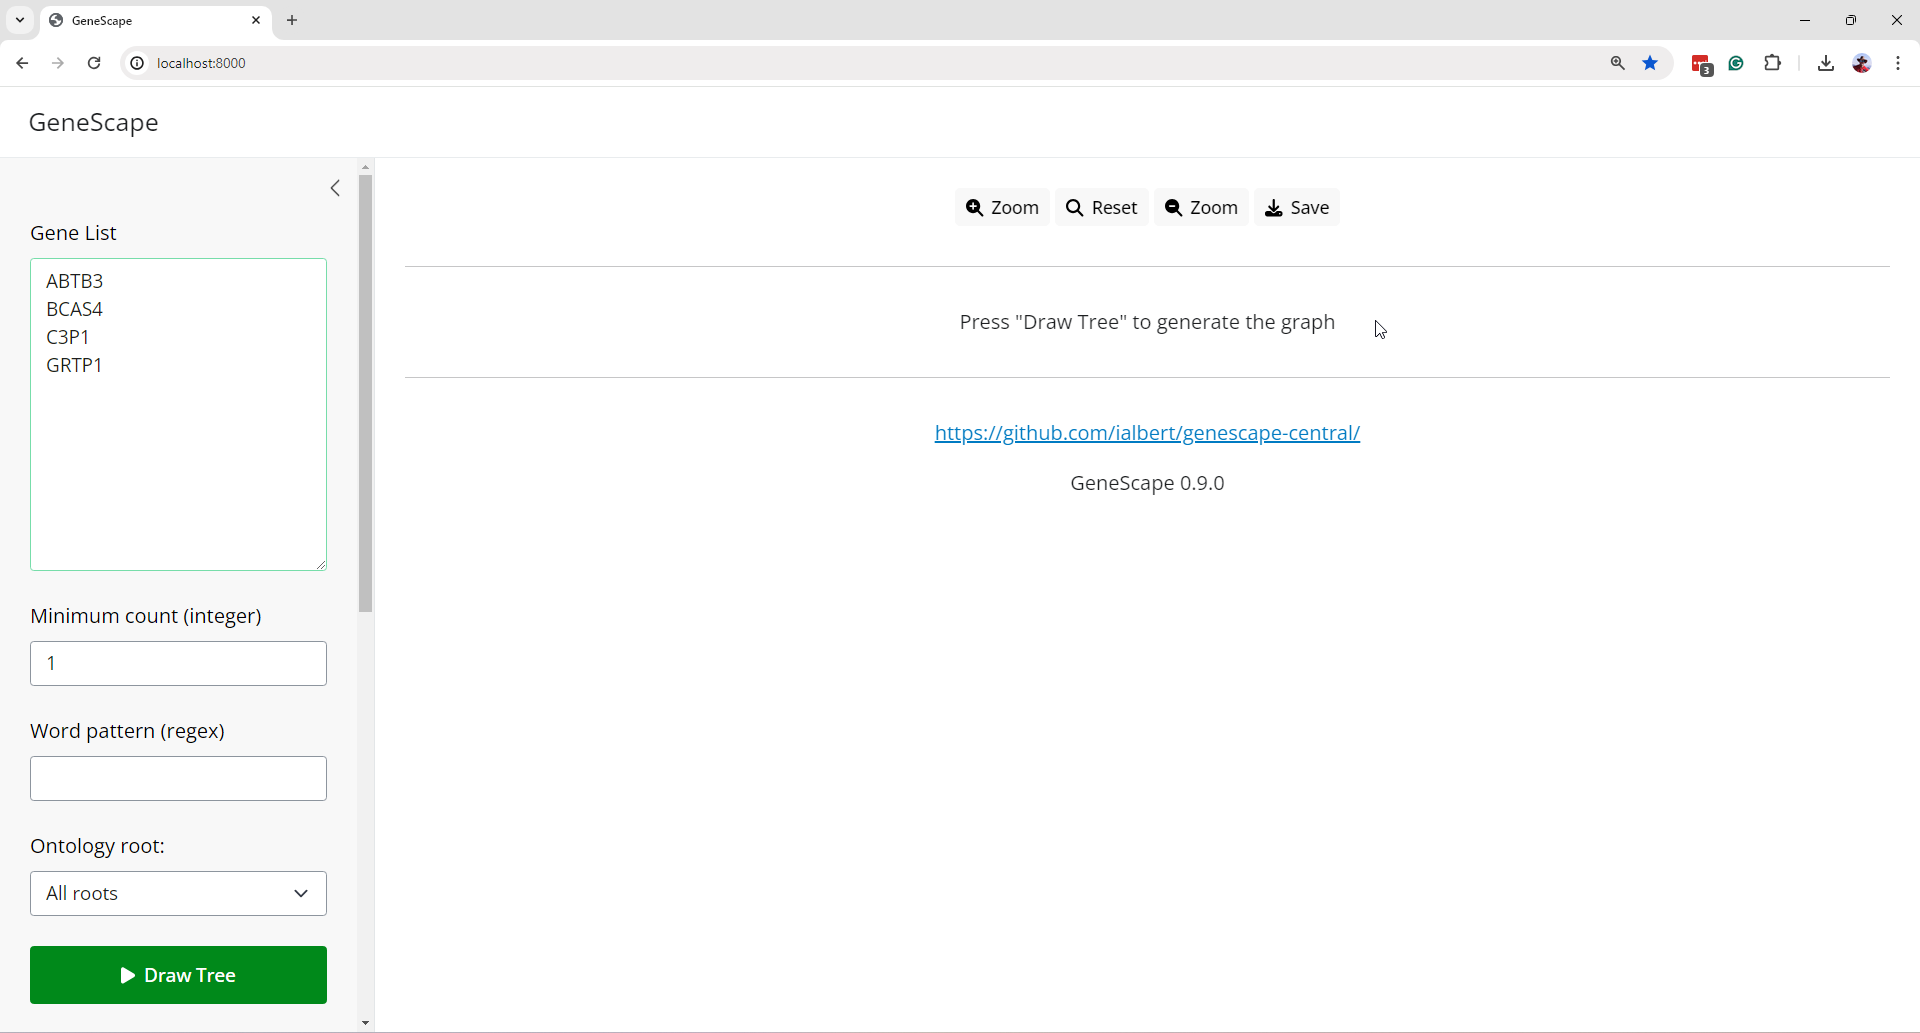 GeneScape
localhost:8000
3
GeneScape
Zoom Reset Zoom Save
Gene List
ABTB3
BCAS4
C3P1
GRTP1
Press "Draw Tree" to generate the graph
https://github.com/ialbert/genescape-central/
GeneScape 0.9.0
Minimum count (integer)
1
Word pattern (regex)
Ontology root:
All roots
Draw Tree